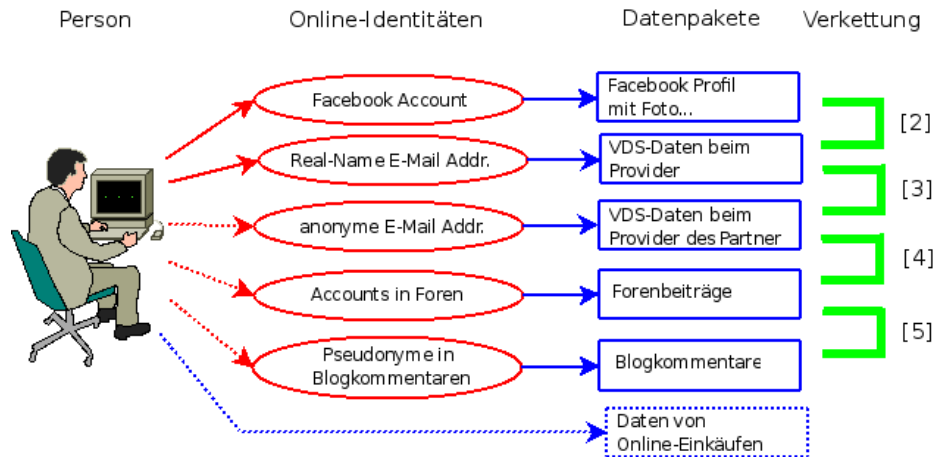 Person
Online-Identitäten
Datenpakete
Verkettung
Facebook Account
Facebook Profil
mit Foto...
[2]
Real-Name E-Mail Addr.
VDS-Daten beim
Provider
[3]
anonyme E-Mail Addr.
VDS-Daten beim
Provider des Partner
[4]
Accounts in Foren
Forenbeiträge
[5]
Pseudonyme in
Blogkommentaren
Blogkommentare
Daten von
Online-Einkäufen